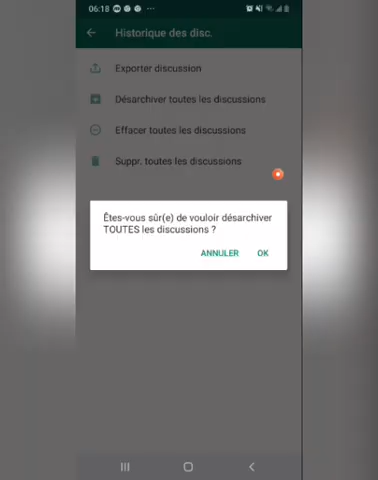 06:18
Historique des disc.
Exporter discussion
Désarchiver toutes les discussions
Effacer toutes les discussions
Suppr. toutes les discussions
Êtes-vous sûr(e) de vouloir désarchiver
TOUTES les discussions ?
ANNULER OK